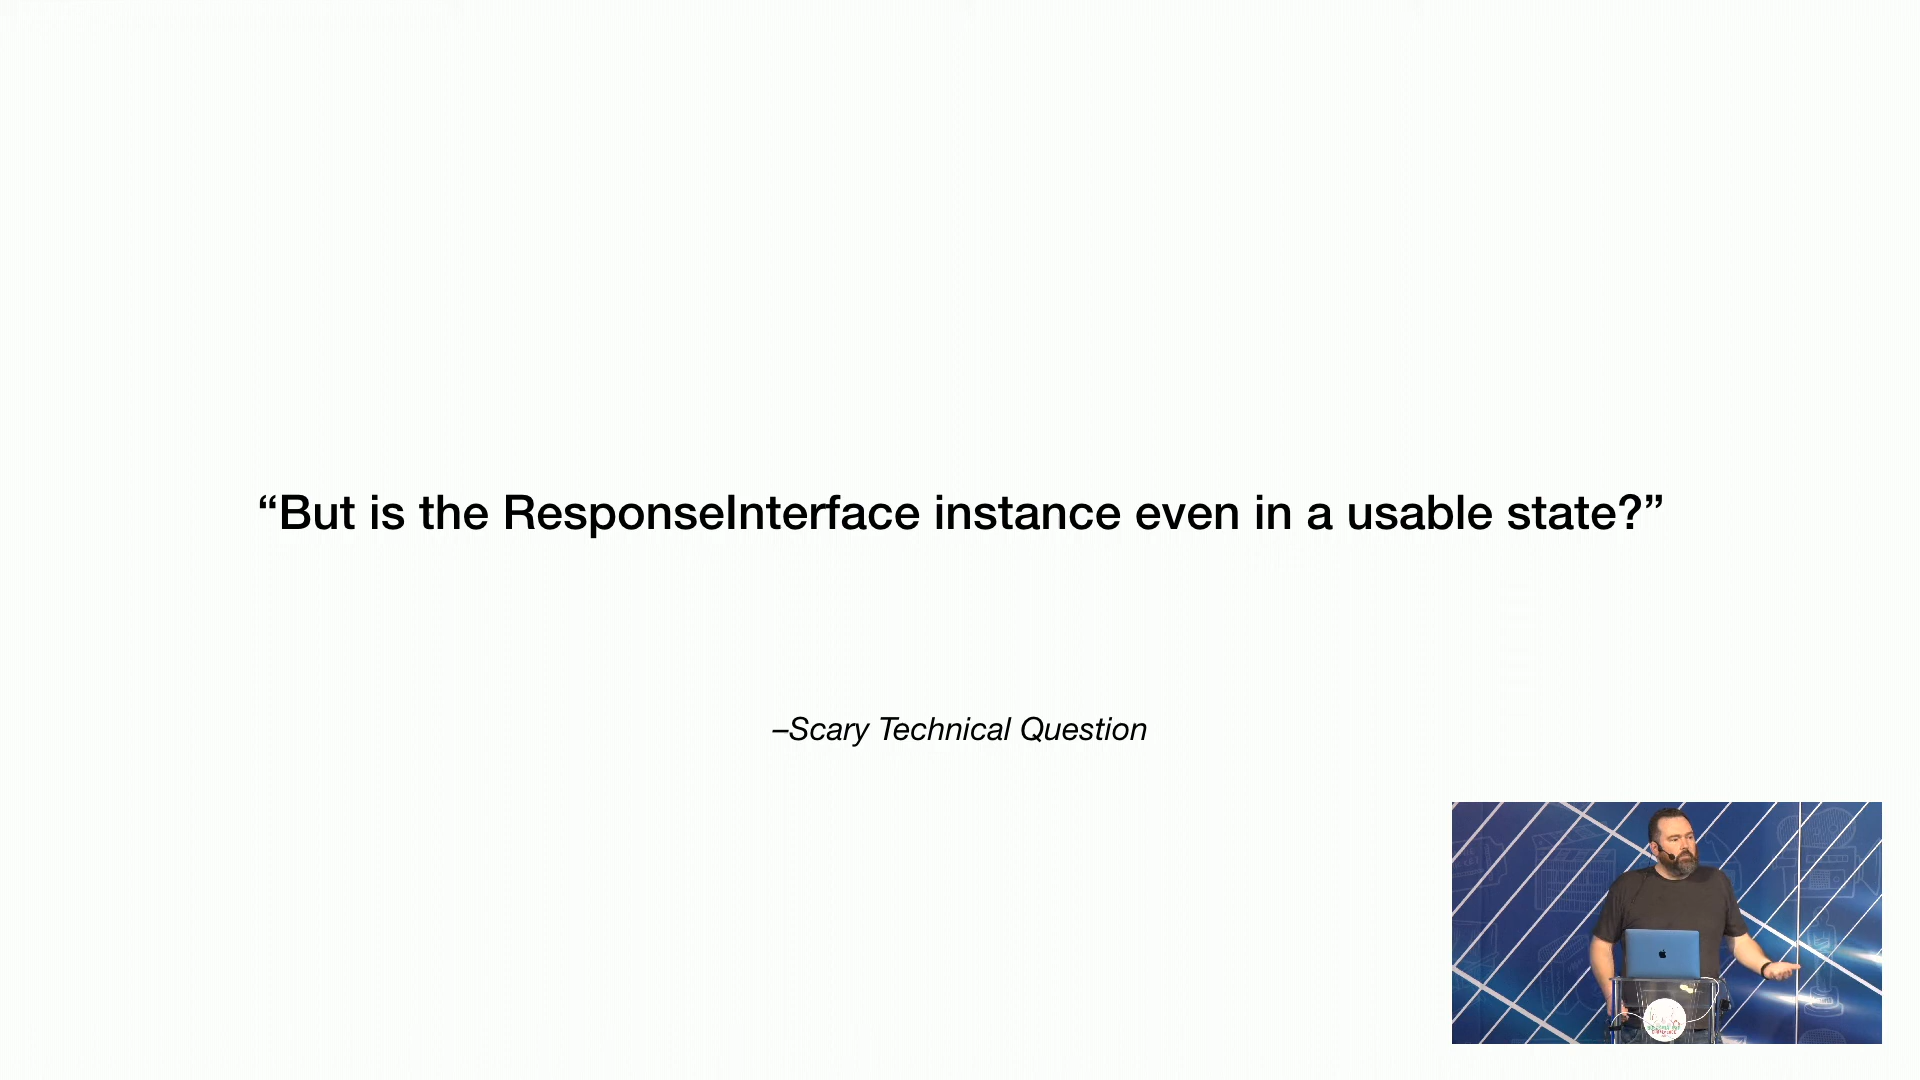 “But is the ResponseInterface instance even in a usable state?”
–Scary Technical Question